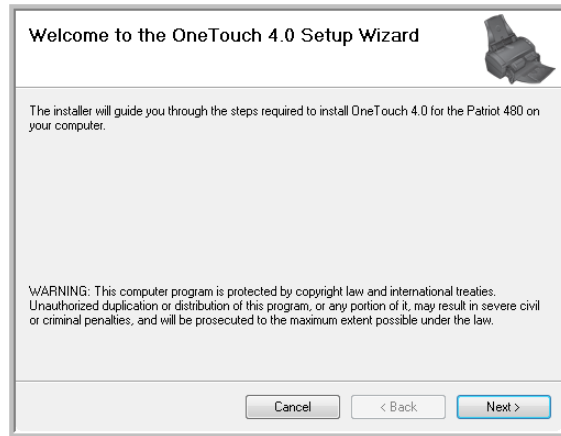 Welcome to the OneTouch 4.0 Setup Wizard
The installer will guide you through the steps required to install OneTouch 4.0 for the Patriot 480 on
your computer.
WARNING: This computer program is protected by copyright law and international treaties.
Unauthorized duplication or distribution of this program, or any portion of it, may result in severe civil
or criminal penalties, and will be prosecuted to the maximum extent possible under the law.
Cancel < Back Next >